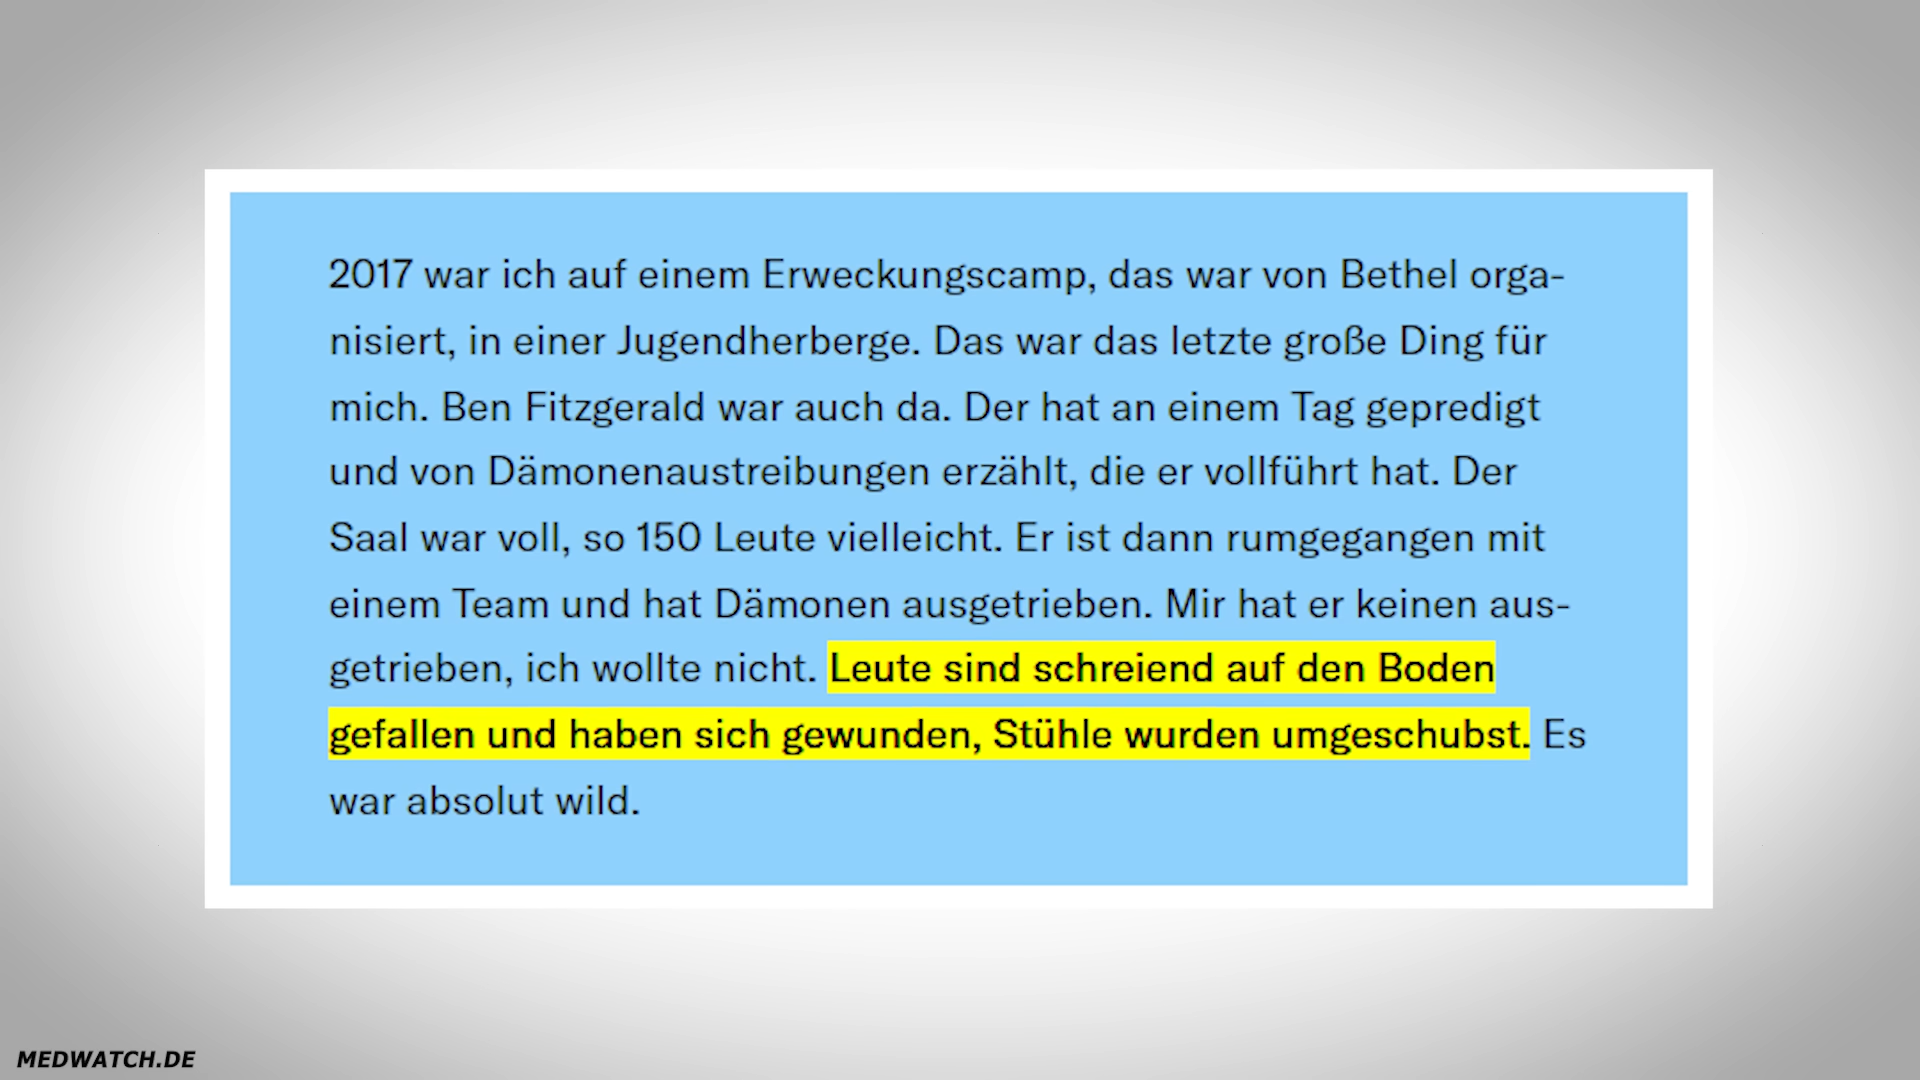 2017 war ich auf einem Erweckungscamp, das war von Bethel orga-
nisiert, in einer Jugendherberge. Das war das letzte große Ding für
mich. Ben Fitzgerald war auch da. Der hat an einem Tag gepredigt
und von Dämonenaustreibungen erzählt, die er vollführt hat. Der
Saal war voll, so 150 Leute vielleicht. Er ist dann rumgegangen mit
einem Team und hat Dämonen ausgetrieben. Mir hat er keinen aus-
getrieben, ich wollte nicht. Leute sind schreiend auf den Boden
gefallen und haben sich gewunden, Stühle wurden umgeschubst. Es
war absolut wild.
MEDWATCH.DE